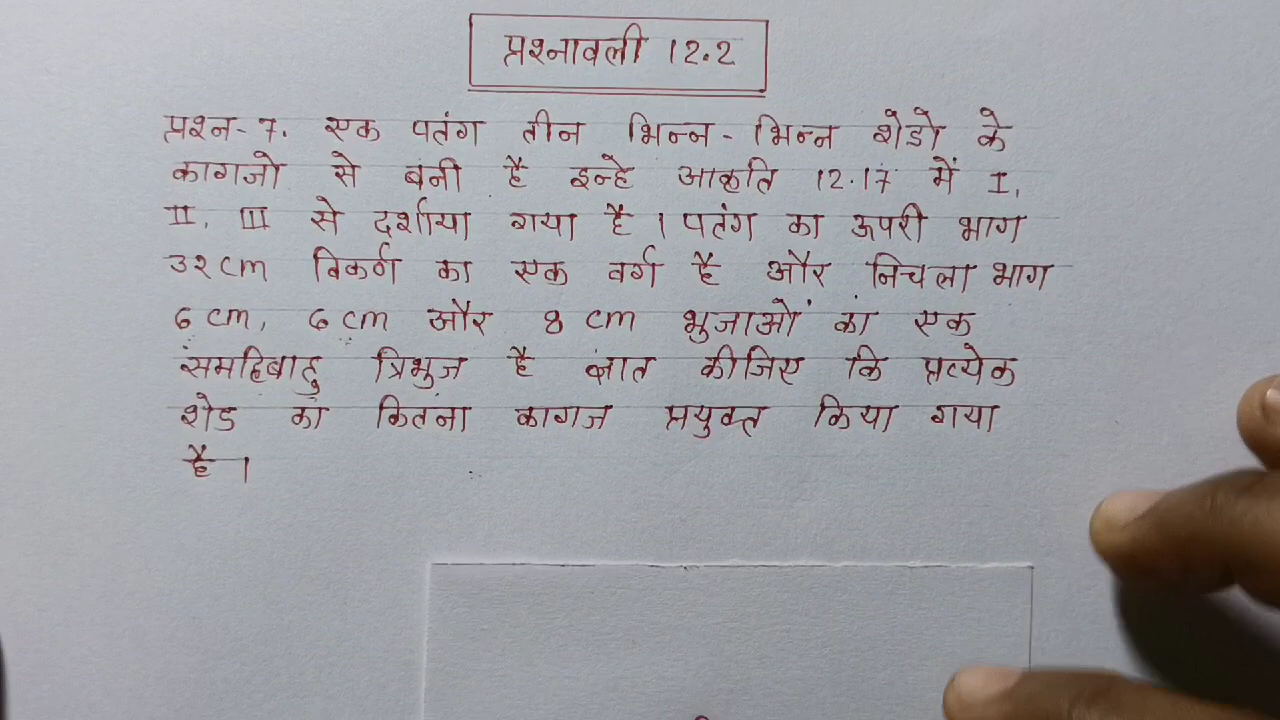 प्रश्नावली 12.2
प्रश्न-7. एक पतंग तीन भिन्न-भिन्न शेडो के
कागजो से बनी है इन्हे आकृति 12.17 में I,
II, III से दर्शाया गया है । पतंग का ऊपरी भाग
32cm विकर्ण का एक वर्ग है और निचला भाग
6 cm, 6 cm और 8 cm भुजाओं का एक
समद्विबाहु त्रिभुज है ज्ञात कीजिए कि प्रत्येक
शेड का कितना कागज प्रयुक्त किया गया
है ।